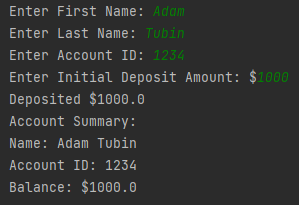 Enter First Name: Adam
Enter Last Name: Tubin
Enter Account ID: 1234
Enter Initial Deposit Amount: $1000
Deposited $1000.0
Account Summary:
Name: Adam Tubin
Account ID: 1234
Balance: $1000.0